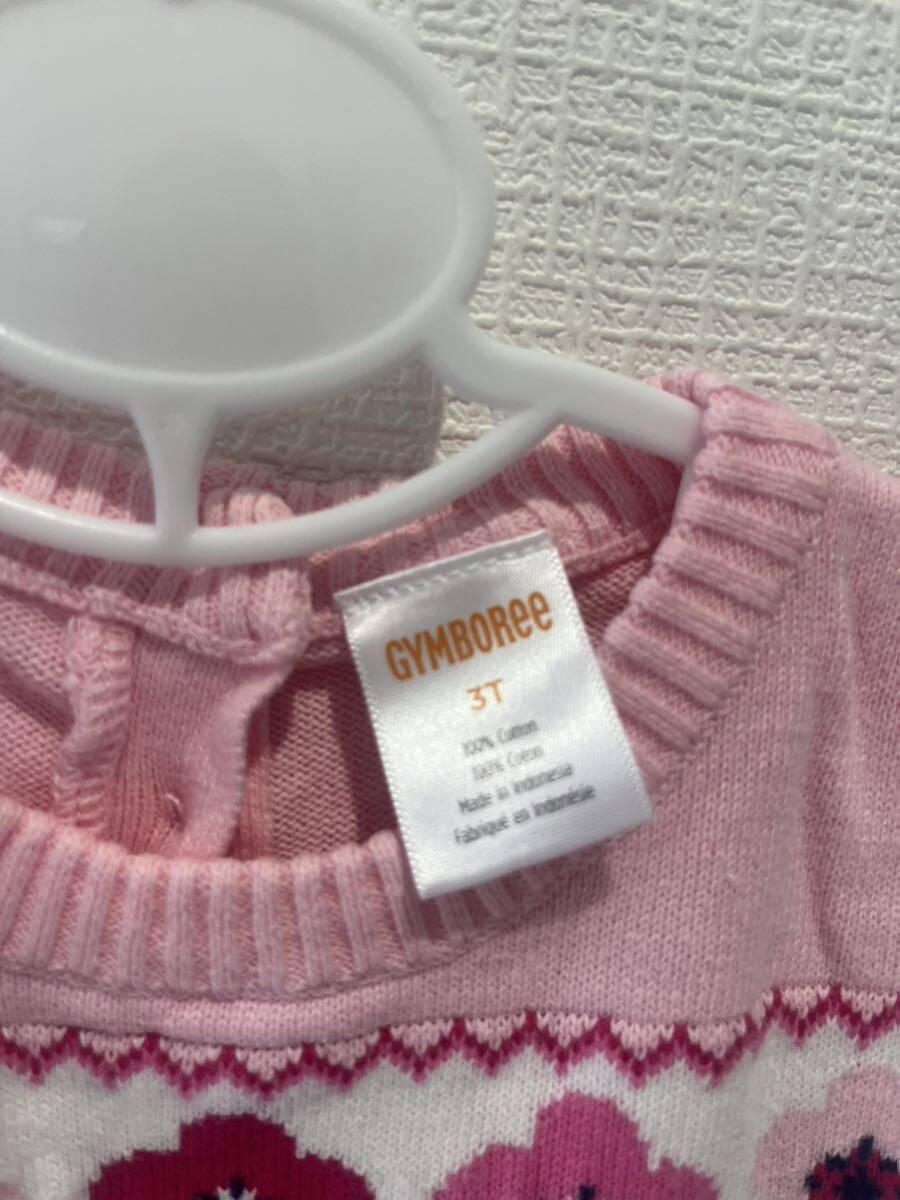 GYMBOREE
3T
100% Cotton
100% Coton
Made in Indonesia
Fabriqué en Indonésie